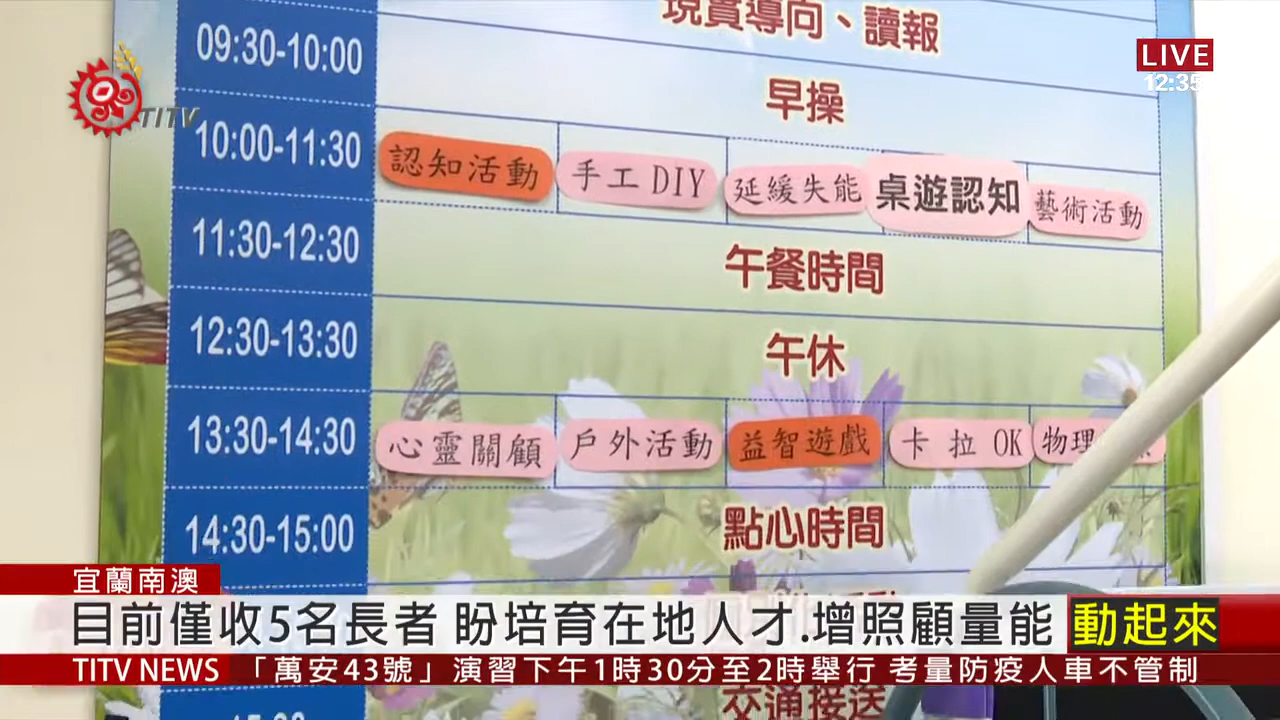 現實導向、讀報
09:30-10:00
早操
LIVE
12:35
TITV
10:00-11:30
認知活動
手工 DIY
延緩失能
桌遊認知
藝術活動
11:30-12:30
午餐時間
12:30-13:30
午休
13:30-14:30
心靈關顧
戶外活動
益智遊戲
卡 拉 OK
物理
14:30-15:00
點心時間
宜蘭南澳
目前僅收5名長者 盼培育在地人才.增照顧量能
動起來
TITV NEWS
「萬安43號」演習下午1時30分至2時舉行 考量防疫人車不管制
交通接送